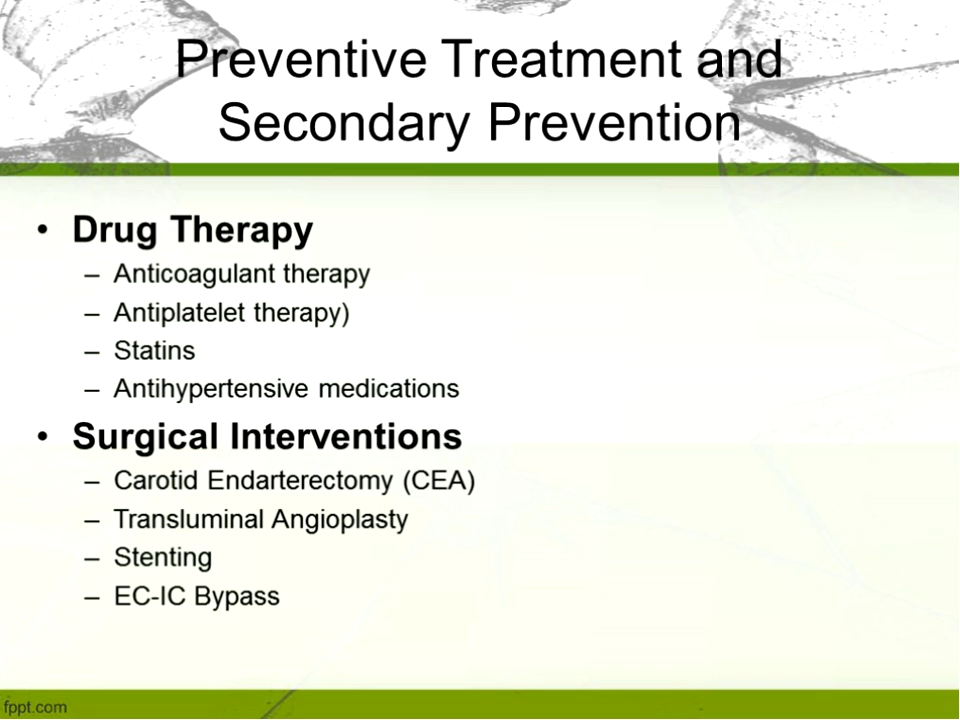 Preventive Treatment and
Secondary Prevention
• Drug Therapy
– Anticoagulant therapy
– Antiplatelet therapy)
– Statins
– Antihypertensive medications
• Surgical Interventions
– Carotid Endarterectomy (CEA)
– Transluminal Angioplasty
– Stenting
– EC-IC Bypass
fppt.com